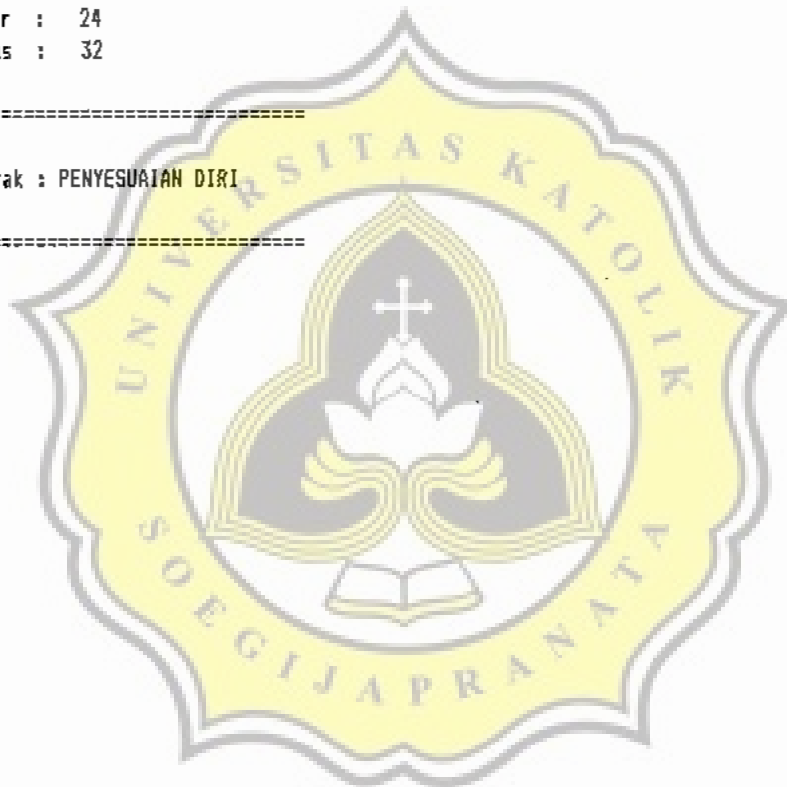 r : 24
s : 32
============================
ak : PENYESUAIAN DIRI
============================
UNIVERSITAS KATOLIK
SOEGIJAPRANATA